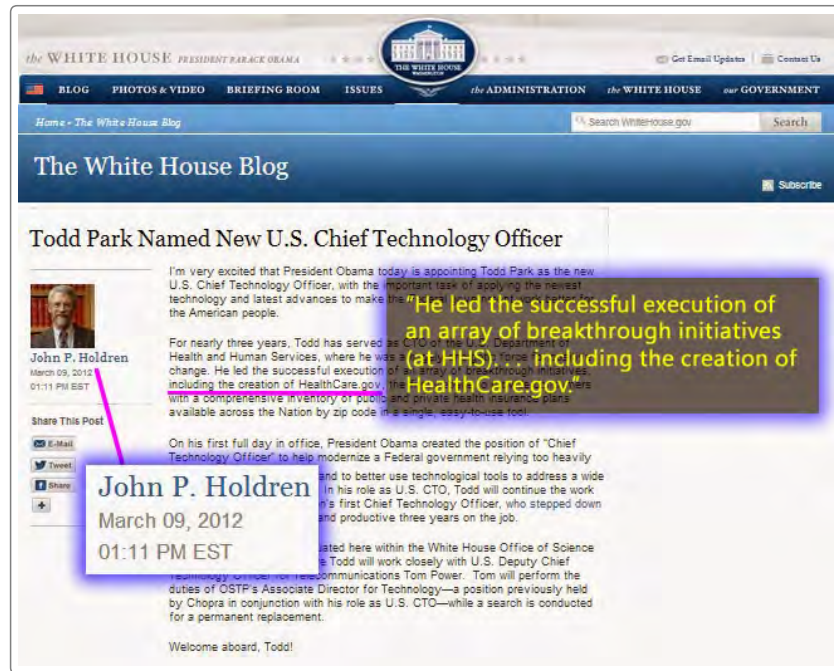 the WHITE HOUSE PRESIDENT BARACK OBAMA
THE WHITE HOUSE
WASHINGTON
Get Email Updates
Contact Us
BLOG PHOTOS & VIDEO BRIEFING ROOM ISSUES the ADMINISTRATION the WHITE HOUSE our GOVERNMENT
Home • The White House Blog
Search WhiteHouse.gov
Search
The White House Blog
Subscribe
Todd Park Named New U.S. Chief Technology Officer
John P. Holdren
March 09, 2012
01:11 PM EST
Share This Post
E-Mail
Tweet
Share
+
I'm very excited that President Obama today is appointing Todd Park as the new
U.S. Chief Technology Officer, with the important task of applying the newest
technology and latest advances to make the
the American people.
For nearly three years, Todd has served as CTO of the U.S. Department of
Health and Human Services, where he was a
change. He led the successful execution of an array of breakthrough initiatives,
including the creation of HealthCare.gov, the
with a comprehensive inventory of public and private health insurance plans
available across the Nation by zip code in a single, easy-to-use tool.
On his first full day in office, President Obama created the position of "Chief
Technology Officer" to help modernize a Federal government relying too heavily
and to better use technological tools to address a wide
In his role as U.S. CTO, Todd will continue the work
n's first Chief Technology Officer, who stepped down
and productive three years on the job.
uated here within the White House Office of Science
re Todd will work closely with U.S. Deputy Chief
Technology Officer for Telecommunications Tom Power. Tom will perform the
duties of OSTP's Associate Director for Technology—a position previously held
by Chopra in conjunction with his role as U.S. CTO—while a search is conducted
for a permanent replacement.
Welcome aboard, Todd!
"He led the successful execution of
an array of breakthrough initiatives
(at HHS)... including the creation of
HealthCare.gov."
John P. Holdren
March 09, 2012
01:11 PM EST